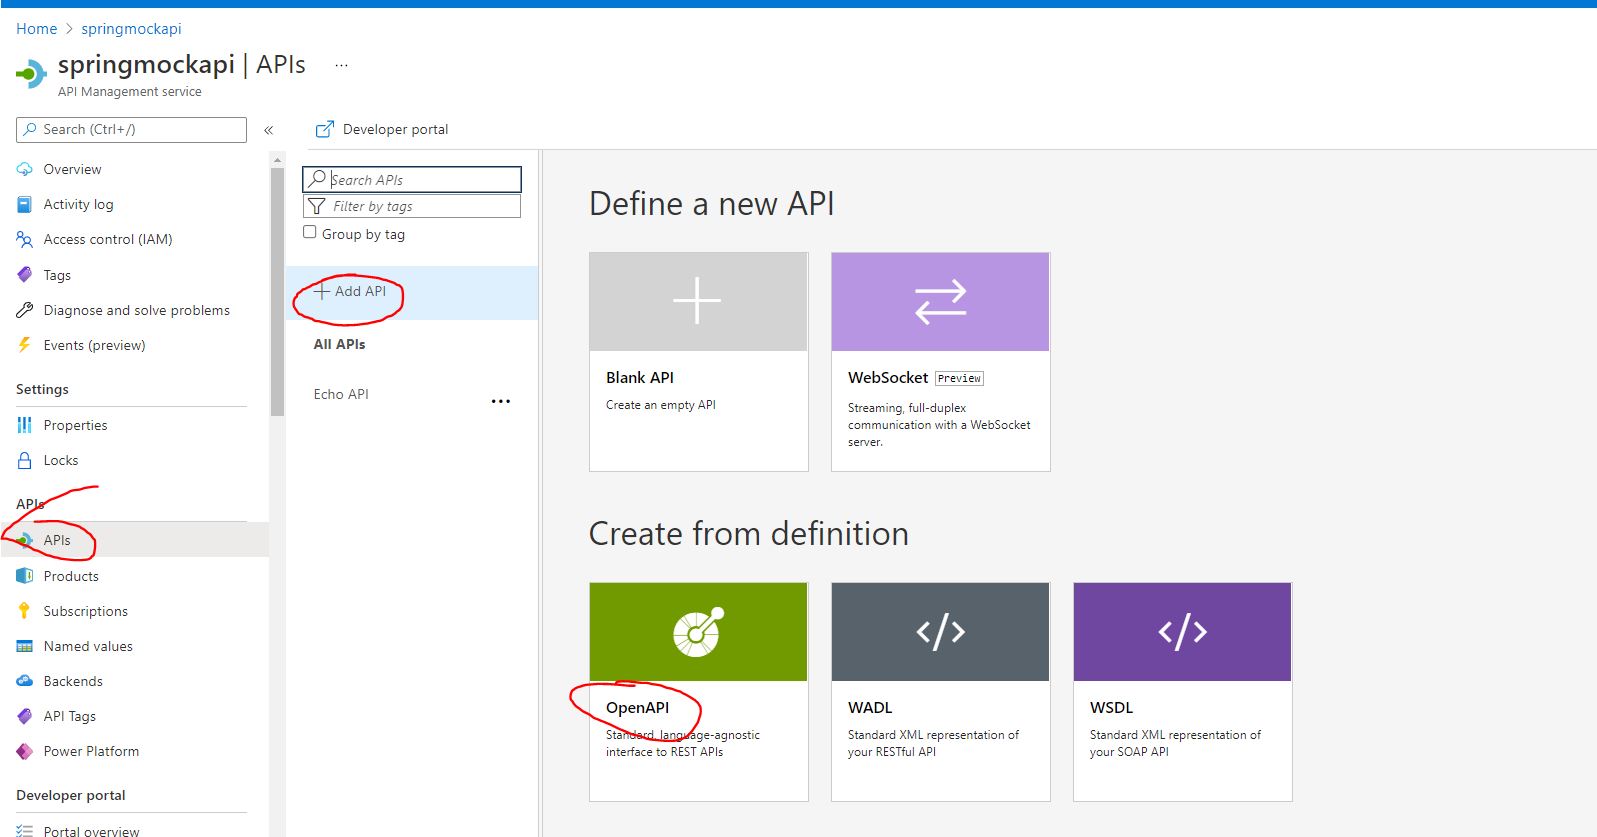 Home > springmockapi
springmockapi | APIs ...
API Management service
Search (Ctrl+/)
«
Overview
Activity log
Access control (IAM)
Tags
Diagnose and solve problems
Events (preview)
Settings
Properties
Locks
APIs
APIs
Products
Subscriptions
Named values
Backends
API Tags
Power Platform
Developer portal
Portal overview
Developer portal
Search APIs
Filter by tags
Group by tag
+ Add API
All APIs
Echo API ...
Define a new API
Blank API
Create an empty API
WebSocket Preview
Streaming, full-duplex
communication with a WebSocket
server.
Create from definition
OpenAPI
Standard, language-agnostic
interface to REST APIs
</>
WADL
Standard XML representation of
your RESTful API
</>
WSDL
Standard XML representation of
your SOAP API